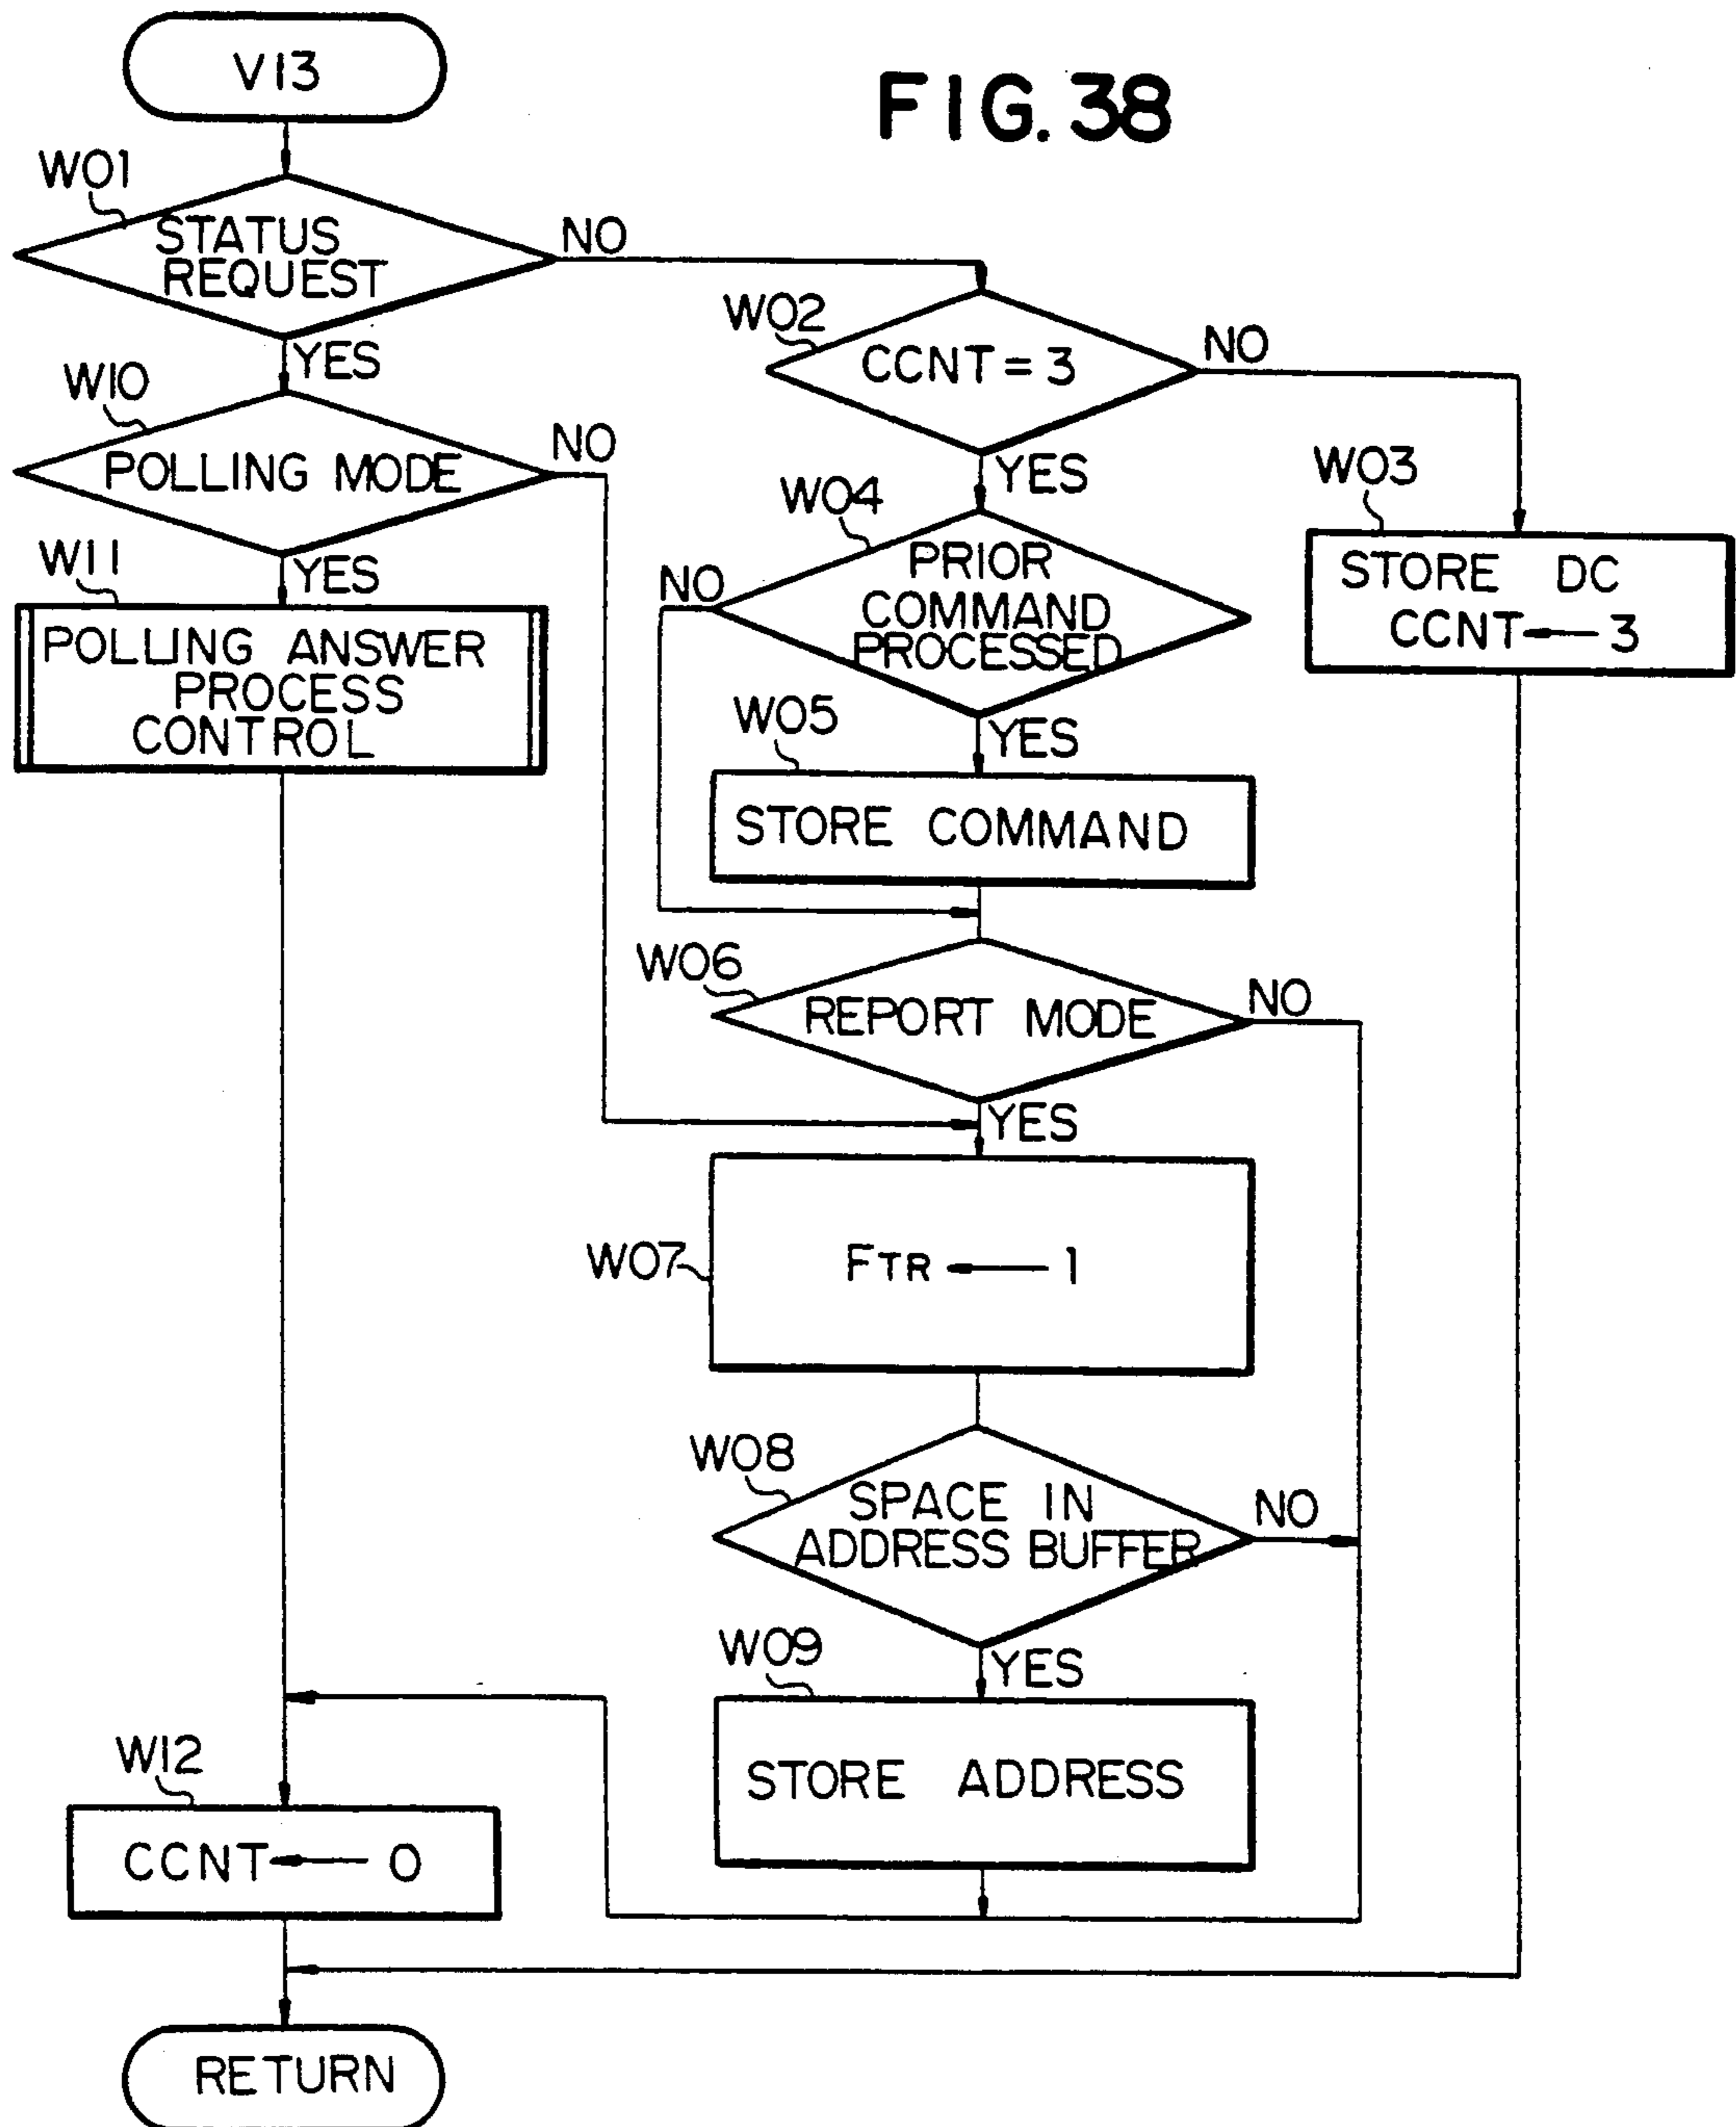 V13
FIG. 38
W01
STATUS
REQUEST
NO
YES
W02
CCNT = 3
NO
YES
W10
POLLING MODE
NO
YES
W03
STORE DC
CCNT ← 3
W04
PRIOR
COMMAND
PROCESSED
NO
YES
W11
POLLING ANSWER
PROCESS
CONTROL
W05
STORE COMMAND
W06
REPORT MODE
NO
YES
W07
FTR ← 1
W08
SPACE IN
ADDRESS BUFFER
NO
YES
W09
STORE ADDRESS
W12
CCNT ← 0
RETURN